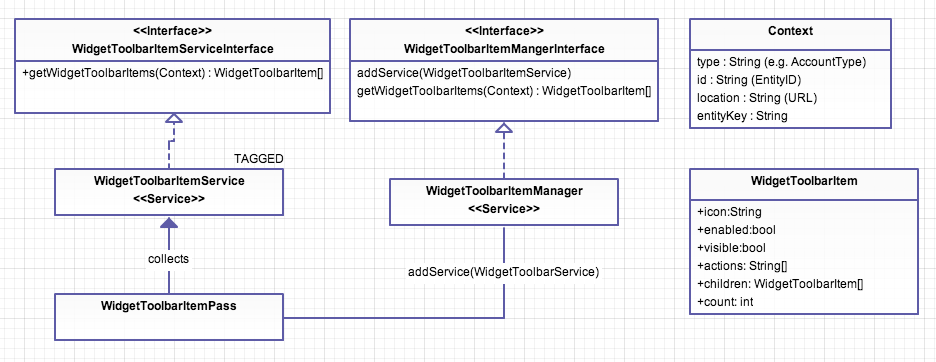 <<Interface>>
WidgetToolbarItemServiceInterface
+getWidgetToolbarItems(Context) : WidgetToolbarItem[]
<<Interface>>
WidgetToolbarItemMangerInterface
addService(WidgetToolbarItemService)
getWidgetToolbarItems(Context) : WidgetToolbarItem[]
Context
type : String (e.g. AccountType)
id : String (EntityID)
location : String (URL)
entityKey : String
TAGGED
WidgetToolbarItemService
<<Service>>
WidgetToolbarItemManager
<<Service>>
WidgetToolbarItem
+icon:String
+enabled:bool
+visible:bool
+actions: String[]
+children: WidgetToolbarItem[]
+count: int
collects
addService(WidgetToolbarService)
WidgetToolbarItemPass